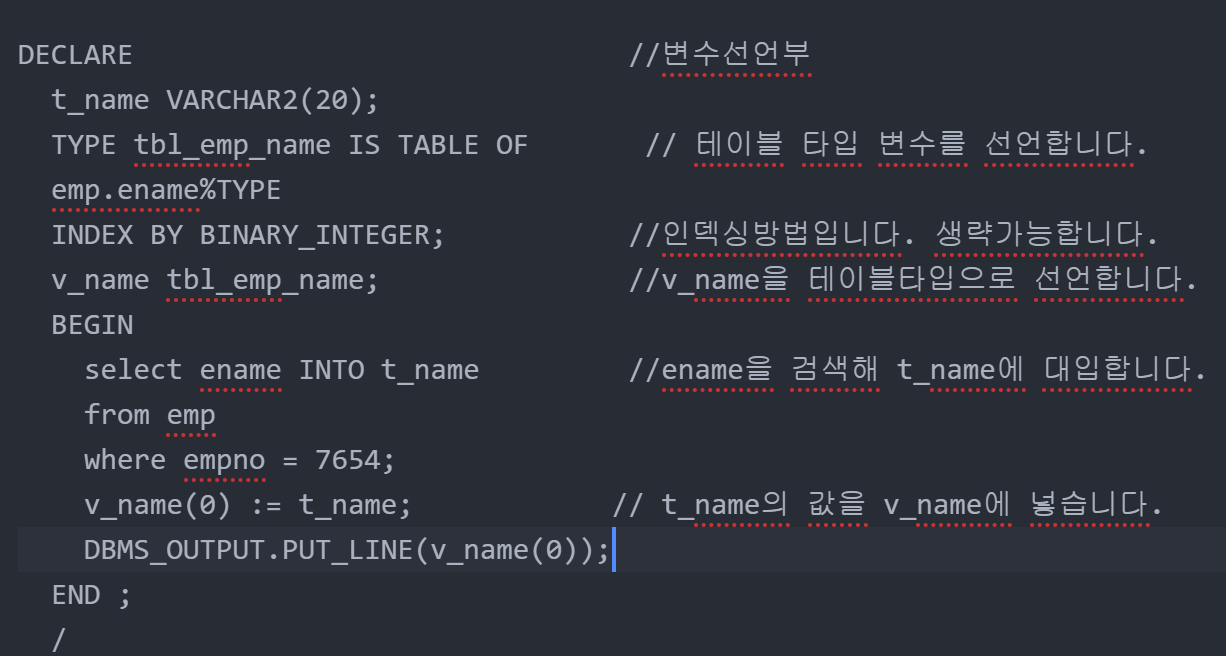 DECLARE //변수선언부
t_name VARCHAR2(20);
TYPE tbl_emp_name IS TABLE OF // 테이블 타입 변수를 선언합니다.
emp.ename%TYPE
INDEX BY BINARY_INTEGER; //인덱싱방법입니다. 생략가능합니다.
v_name tbl_emp_name; //v_name을 테이블타입으로 선언합니다.
BEGIN
select ename INTO t_name //ename을 검색해 t_name에 대입합니다.
from emp
where empno = 7654;
v_name(0) := t_name; // t_name의 값을 v_name에 넣습니다.
DBMS_OUTPUT.PUT_LINE(v_name(0));
END ;
/